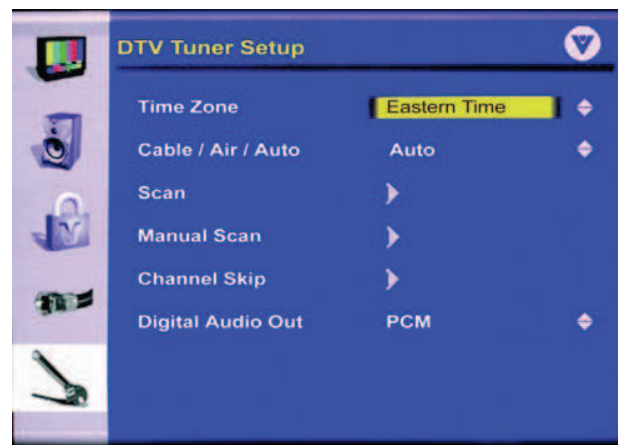 DTV Tuner Setup
V
Time Zone Eastern Time
Cable / Air / Auto Auto
Scan
V
Manual Scan
Channel Skip
Digital Audio Out PCM